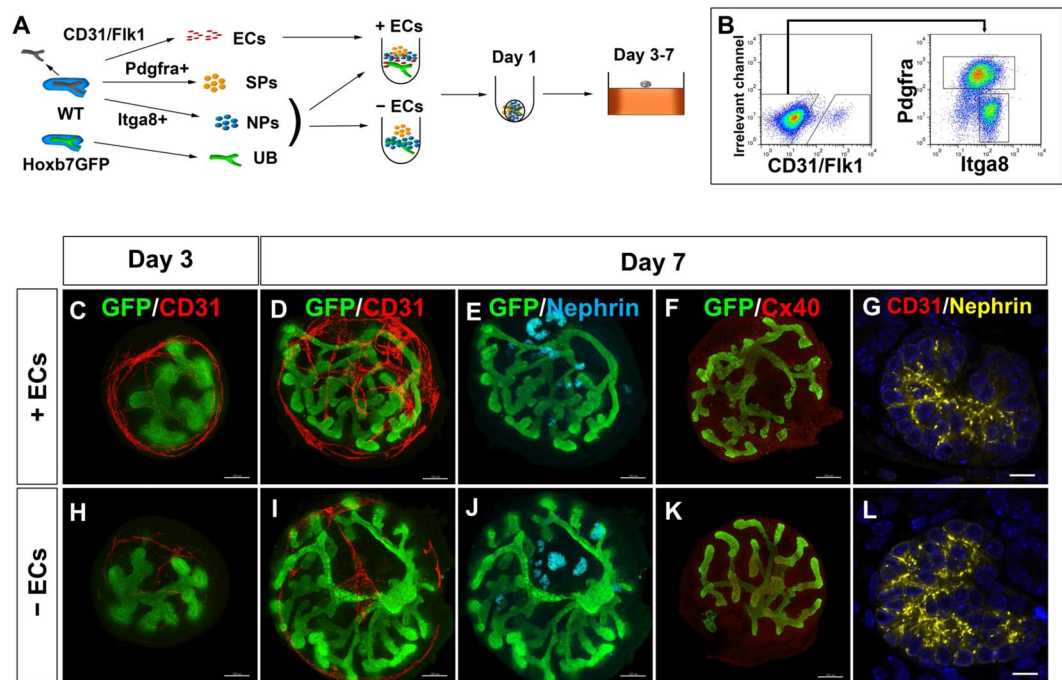 A
CD31/Flk1
ECs
+ ECs
Pdgfra+
SPs
WT
Itga8+
NPs
– ECs
Hoxb7GFP
UB
Day 1
Day 3-7
B
Irrelevant channel
CD31/Flk1
Pdgfra
Itga8
Day 3
Day 7
+ ECs
C GFP/CD31
D GFP/CD31
E GFP/Nephrin
F GFP/Cx40
G CD31/Nephrin
– ECs
H
I
J
K
L